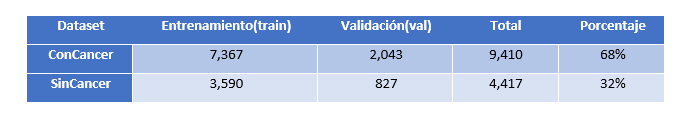 Dataset Entrenamiento(train) Validación(val) Total Porcentaje
ConCancer 7,367 2,043 9,410 68%
SinCancer 3,590 827 4,417 32%